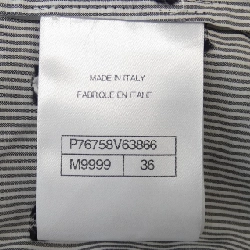 MADE IN ITALY
FABRIQUE EN ITALIE
P76758V63866
M9999 36